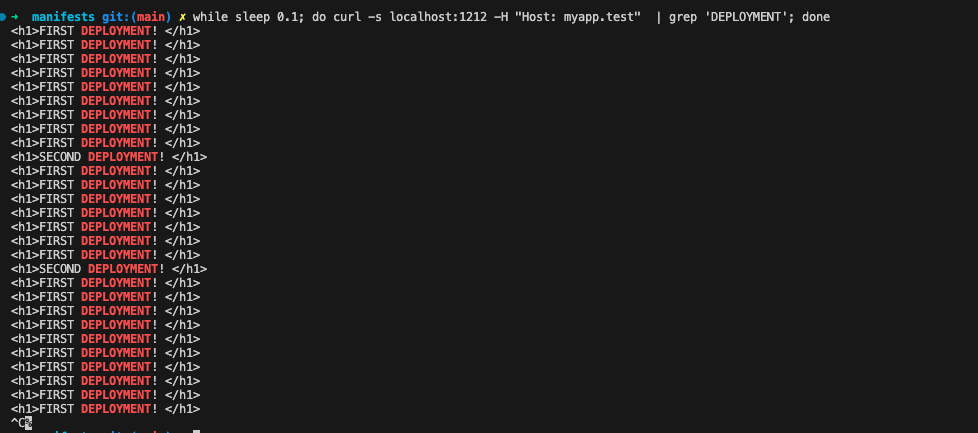 ➜ manifests git:(main) ✗ while sleep 0.1; do curl -s localhost:1212 -H "Host: myapp.test" | grep 'DEPLOYMENT'; done
<h1>FIRST DEPLOYMENT! </h1>
<h1>FIRST DEPLOYMENT! </h1>
<h1>FIRST DEPLOYMENT! </h1>
<h1>FIRST DEPLOYMENT! </h1>
<h1>FIRST DEPLOYMENT! </h1>
<h1>FIRST DEPLOYMENT! </h1>
<h1>FIRST DEPLOYMENT! </h1>
<h1>FIRST DEPLOYMENT! </h1>
<h1>FIRST DEPLOYMENT! </h1>
<h1>SECOND DEPLOYMENT! </h1>
<h1>FIRST DEPLOYMENT! </h1>
<h1>FIRST DEPLOYMENT! </h1>
<h1>FIRST DEPLOYMENT! </h1>
<h1>FIRST DEPLOYMENT! </h1>
<h1>FIRST DEPLOYMENT! </h1>
<h1>FIRST DEPLOYMENT! </h1>
<h1>FIRST DEPLOYMENT! </h1>
<h1>SECOND DEPLOYMENT! </h1>
<h1>FIRST DEPLOYMENT! </h1>
<h1>FIRST DEPLOYMENT! </h1>
<h1>FIRST DEPLOYMENT! </h1>
<h1>FIRST DEPLOYMENT! </h1>
<h1>FIRST DEPLOYMENT! </h1>
<h1>FIRST DEPLOYMENT! </h1>
<h1>FIRST DEPLOYMENT! </h1>
<h1>FIRST DEPLOYMENT! </h1>
<h1>FIRST DEPLOYMENT! </h1>
<h1>FIRST DEPLOYMENT! </h1>
^C%